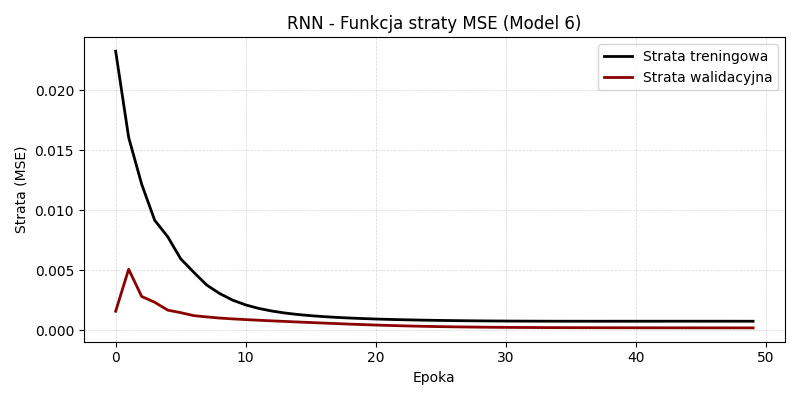 RNN - Funkcja straty MSE (Model 6)
Strata treningowa
Strata walidacyjna
Strata (MSE)
0.020
0.015
0.010
0.005
0.000
0 10 20 30 40 50
Epoka